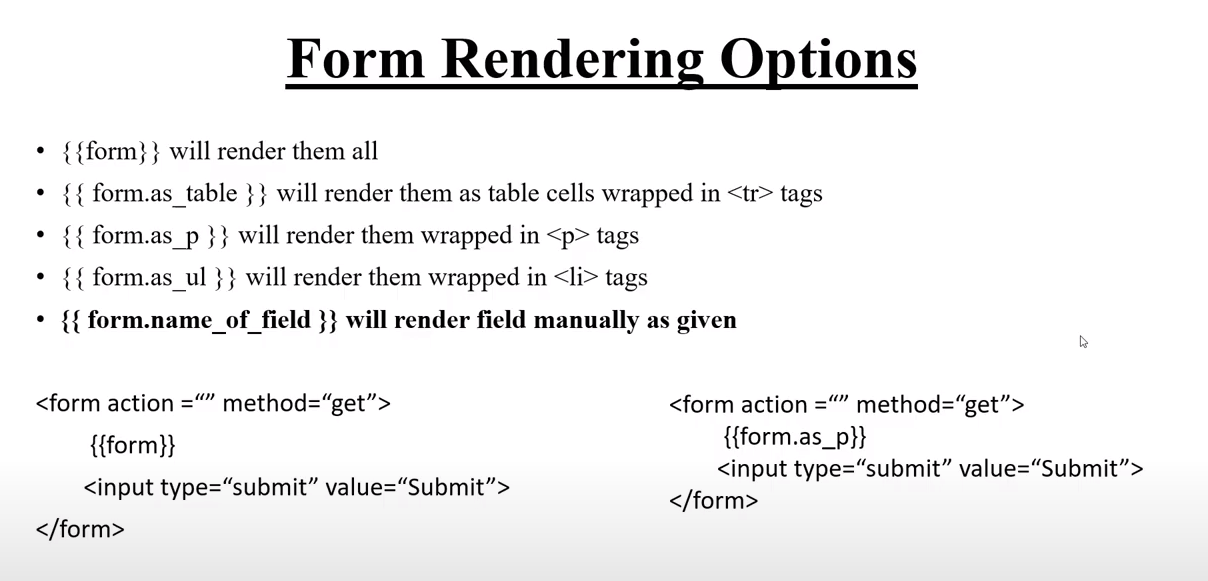 Form Rendering Options
• {{form}} will render them all
• {{ form.as_table }} will render them as table cells wrapped in <tr> tags
• {{ form.as_p }} will render them wrapped in <p> tags
• {{ form.as_ul }} will render them wrapped in <li> tags
• {{ form.name_of_field }} will render field manually as given
<form action =“” method=“get”>
{{form}}
<input type=“submit” value=“Submit”>
</form>
<form action =“” method=“get”>
{{form.as_p}}
<input type=“submit” value=“Submit”>
</form>